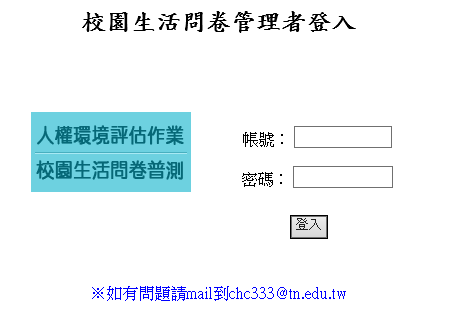 校園生活問卷管理者登入
人權環境評估作業
校園生活問卷普測
帳號：
密碼：
登入
※如有問題請mail到chc333@tn.edu.tw